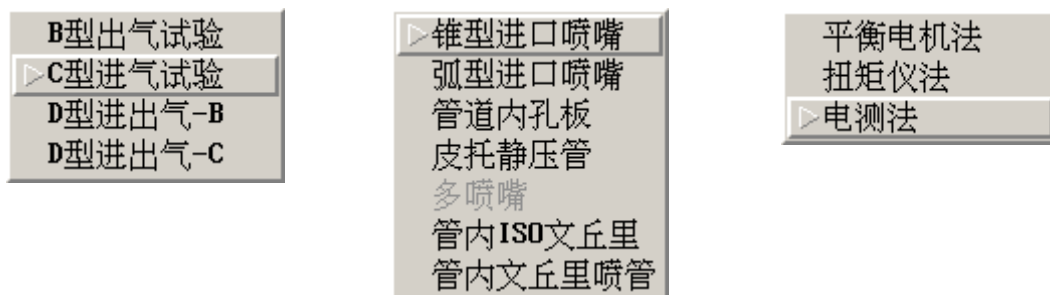 B型出气试验
C型进气试验
D型进出气-B
D型进出气-C
锥型进口喷嘴
弧型进口喷嘴
管道内孔板
皮托静压管
多喷嘴
管内ISO文丘里
管内文丘里喷管
平衡电机法
扭矩仪法
电测法